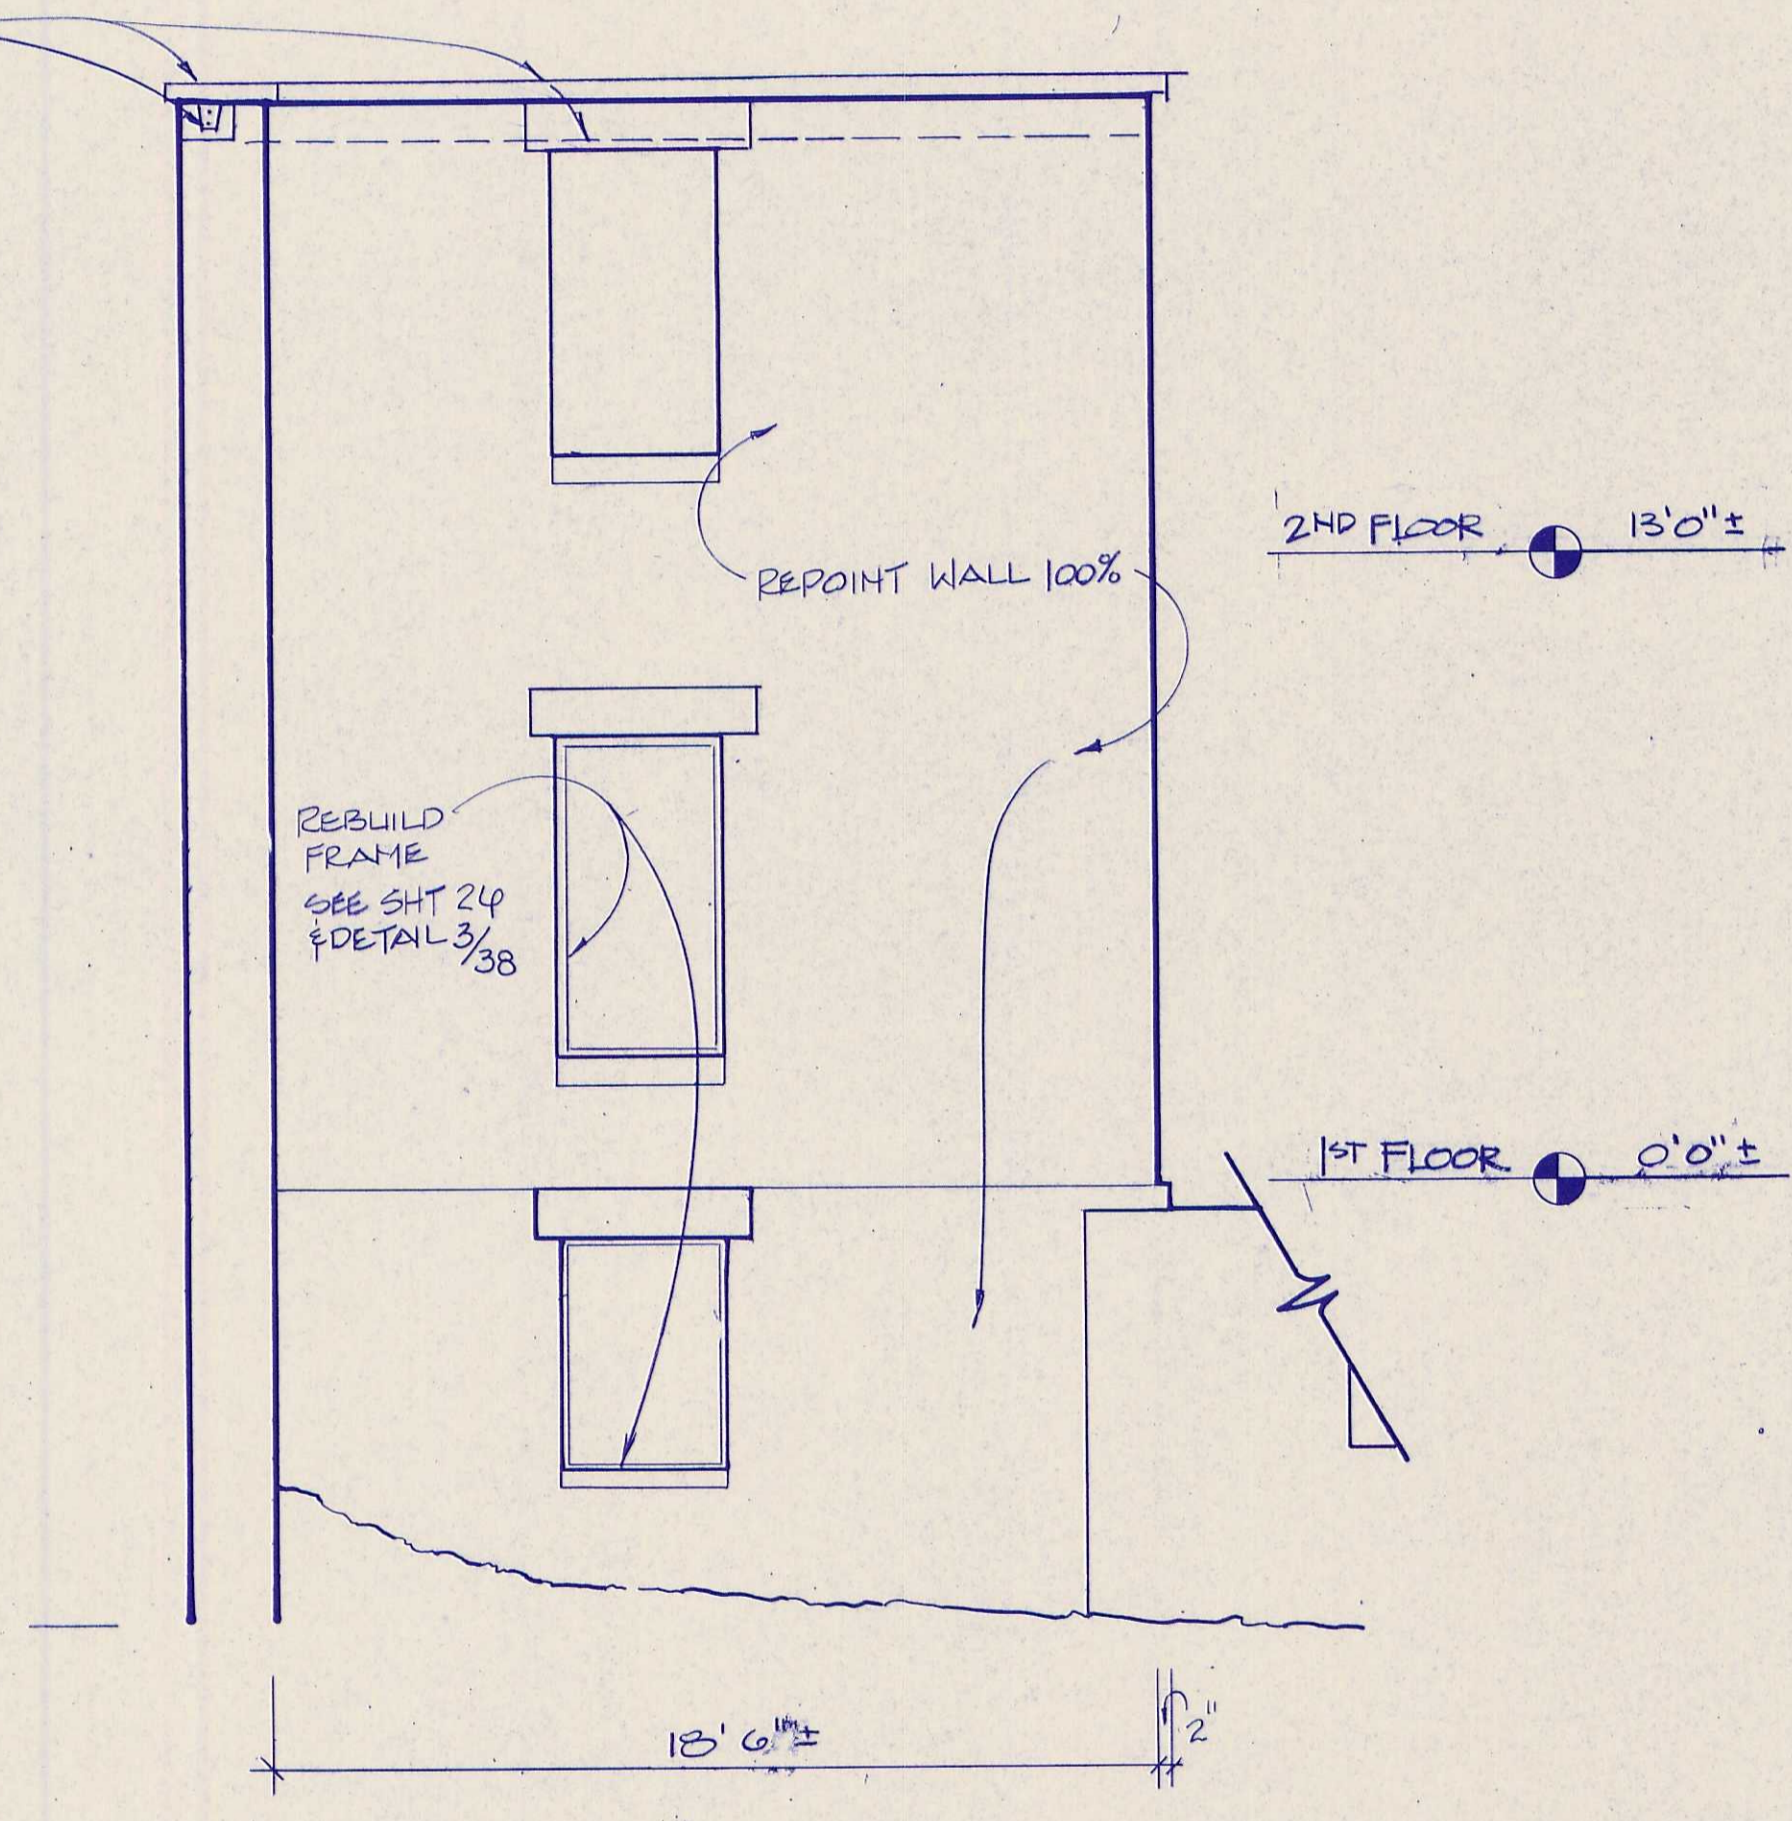 2ND FLOOR 13'0"±
REPOINT WALL 100%
REBUILD
FRAME
SEE SHT 24
& DETAIL 3/38
1ST FLOOR 0'0"±
18' 6"±
2"